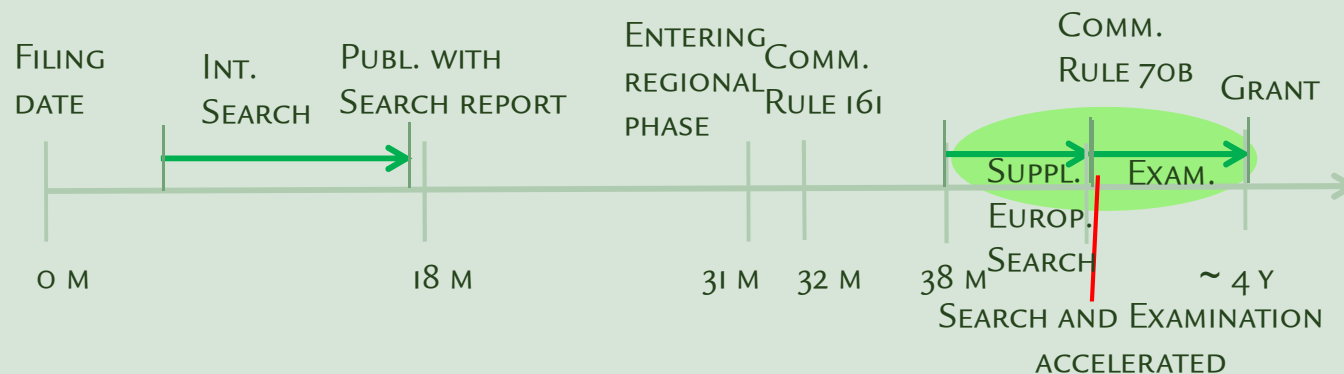 Filing
date
Int.
Search
Publ. with
Search report
Entering
regional
phase
Comm.
Rule 161
Comm.
Rule 70b
Grant
Suppl.
Europ.
Search
Exam.
0 m
18 m
31 m
32 m
38 m
~ 4 y
Search and Examination
accelerated